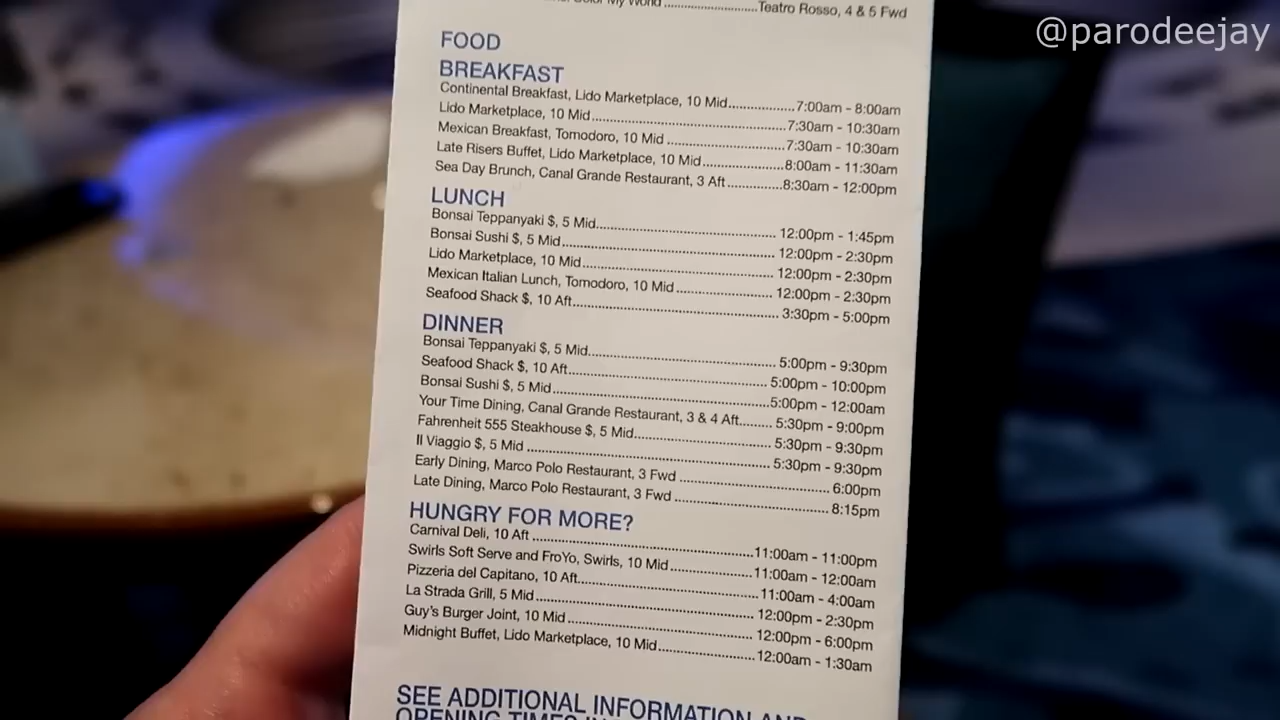 @parodeejay
Color My World..............................Teatro Rosso, 4 & 5 Fwd
FOOD
BREAKFAST
Continental Breakfast, Lido Marketplace, 10 Mid.................7:00am - 8:00am
Lido Marketplace, 10 Mid..................................................7:30am - 10:30am
Mexican Breakfast, Tomodoro, 10 Mid..............................7:30am - 10:30am
Late Risers Buffet, Lido Marketplace, 10 Mid.....................8:00am - 11:30am
Sea Day Brunch, Canal Grande Restaurant, 3 Aft..............8:30am - 12:00pm
LUNCH
Bonsai Teppanyaki $, 5 Mid.............................................. 12:00pm - 1:45pm
Bonsai Sushi $, 5 Mid...................................................... 12:00pm - 2:30pm
Lido Marketplace, 10 Mid................................................. 12:00pm - 2:30pm
Mexican Italian Lunch, Tomodoro, 10 Mid ......................... 12:00pm - 2:30pm
Seafood Shack $, 10 Aft..................................................... 3:30pm - 5:00pm
DINNER
Bonsai Teppanyaki $, 5 Mid................................................ 5:00pm - 9:30pm
Seafood Shack $, 10 Aft................................................... 5:00pm - 10:00pm
Bonsai Sushi $, 5 Mid........................................................5:00pm - 12:00am
Your Time Dining, Canal Grande Restaurant, 3 & 4 Aft......... 5:30pm - 9:00pm
Fahrenheit 555 Steakhouse $, 5 Mid................................... 5:30pm - 9:30pm
Il Viaggio $, 5 Mid ............................................................... 5:30pm - 9:30pm
Early Dining, Marco Polo Restaurant, 3 Fwd ...................................... 6:00pm
Late Dining, Marco Polo Restaurant, 3 Fwd ....................................... 8:15pm
HUNGRY FOR MORE?
Carnival Deli, 10 Aft .........................................................11:00am - 11:00pm
Swirls Soft Serve and FroYo, Swirls, 10 Mid .....................11:00am - 12:00am
Pizzeria del Capitano, 10 Aft..............................................11:00am - 4:00am
La Strada Grill, 5 Mid ........................................................ 12:00pm - 2:30pm
Guy's Burger Joint, 10 Mid ............................................... 12:00pm - 6:00pm
Midnight Buffet, Lido Marketplace, 10 Mid.........................12:00am - 1:30am
SEE ADDITIONAL INFORMATION AND
OPENING TIMES